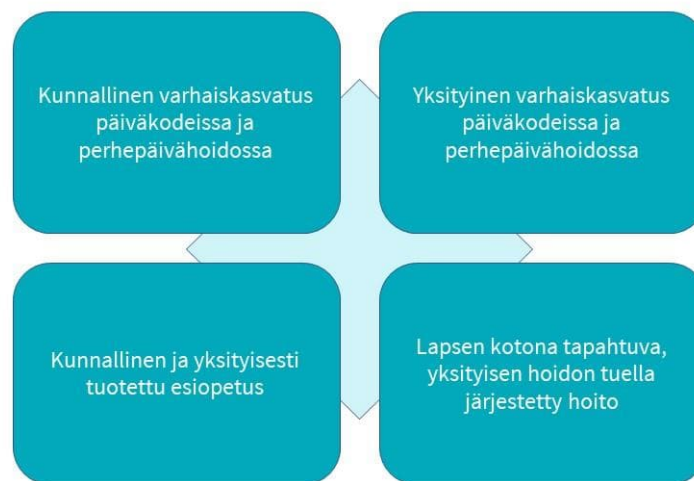 Kunnallinen varhaiskasvatus
päiväkodeissa ja
perhepäivähoidossa
Yksityinen varhaiskasvatus
päiväkodeissa ja
perhepäivähoidossa
Kunnallinen ja yksityisesti
tuotettu esiopetus
Lapsen kotona tapahtuva,
yksityisen hoidon tuella
järjestetty hoito